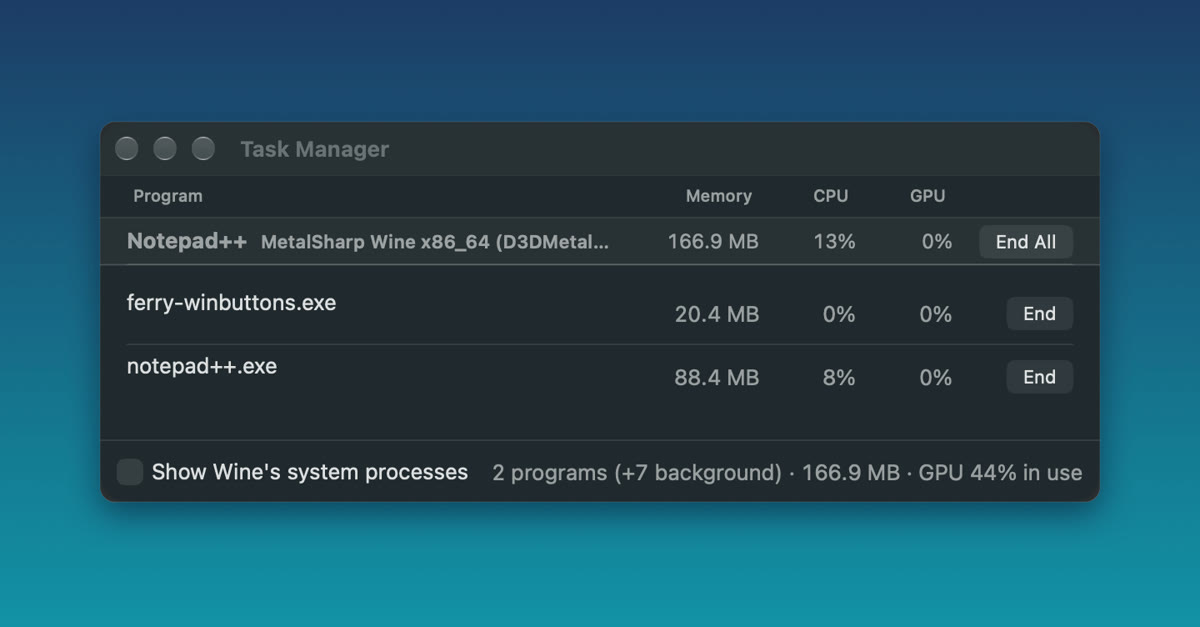 Task Manager
Program Memory CPU GPU
Notepad++ MetalSharp Wine x86_64 (D3DMetal... 166.9 MB 13% 0% End All
ferry-winbuttons.exe 20.4 MB 0% 0% End
notepad++.exe 88.4 MB 8% 0% End
Show Wine's system processes 2 programs (+7 background) · 166.9 MB · GPU 44% in use